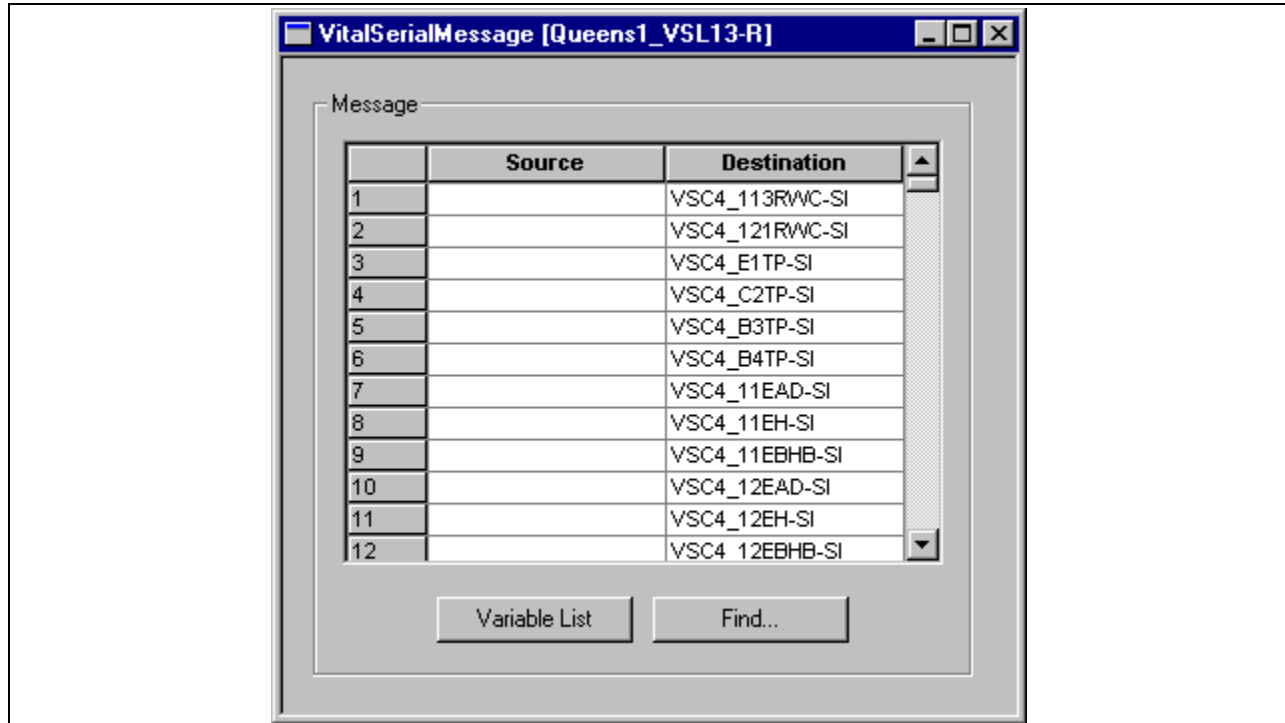 VitalSerialMessage [Queens1_VSL13-R]
Message
Source Destination
1 VSC4_113RWC-SI
2 VSC4_121RWC-SI
3 VSC4_E1TP-SI
4 VSC4_C2TP-SI
5 VSC4_B3TP-SI
6 VSC4_B4TP-SI
7 VSC4_11EAD-SI
8 VSC4_11EH-SI
9 VSC4_11EBHB-SI
10 VSC4_12EAD-SI
11 VSC4_12EH-SI
12 VSC4_12EBHB-SI
Variable List Find...